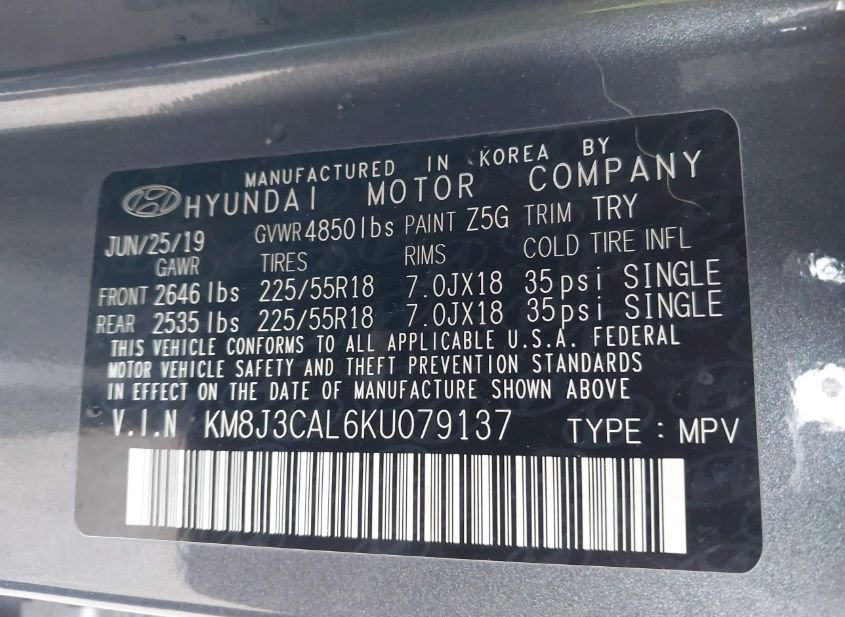 MANUFACTURED IN KOREA BY
HYUNDAI MOTOR COMPANY
JUN/25/19 GVWR 4850lbs PAINT Z5G TRIM TRY
GAWR TIRES RIMS COLD TIRE INFL
FRONT 2646 lbs 225/55R18 7.0JX18 35psi SINGLE
REAR 2535 lbs 225/55R18 7.0JX18 35psi SINGLE
THIS VEHICLE CONFORMS TO ALL APPLICABLE U.S.A. FEDERAL
MOTOR VEHICLE SAFETY AND THEFT PREVENTION STANDARDS
IN EFFECT ON THE DATE OF MANUFACTURE SHOWN ABOVE
V.I.N KM8J3CAL6KU079137 TYPE : MPV